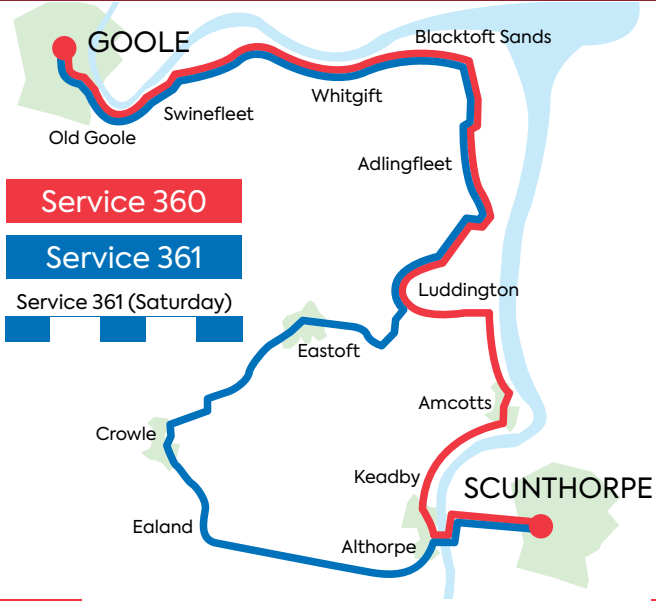 GOOLE
Blacktoft Sands
Whitgift
Swinefleet
Old Goole
Adlingfleet
Service 360
Service 361
Service 361 (Saturday)
Luddington
Eastoft
Amcotts
Crowle
Keadby
SCUNTHORPE
Ealand
Althorpe